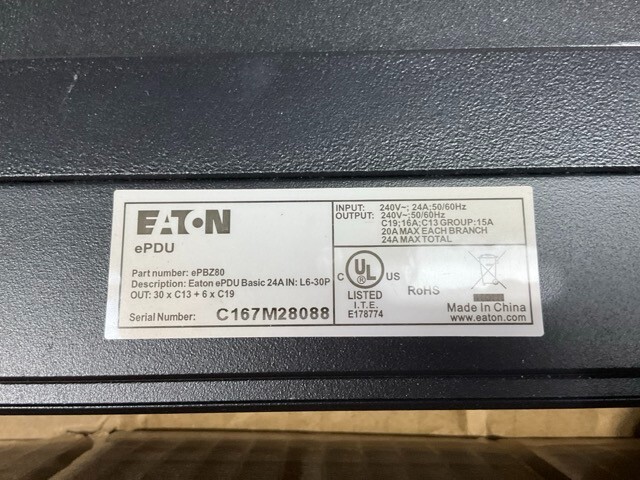 EATON
ePDU
Part number: ePBZ80
Description: Eaton ePDU Basic 24A IN: L6-30P
OUT: 30 x C13 + 6 x C19
Serial Number: C167M28088
INPUT: 240V~; 24A;50/60Hz
OUTPUT: 240V~;50/60Hz
C19;16A;C13 GROUP:15A
20A MAX EACH BRANCH
24A MAX TOTAL
C UL US
LISTED
I.T.E.
E178774
RoHS
Made In China
www.eaton.com